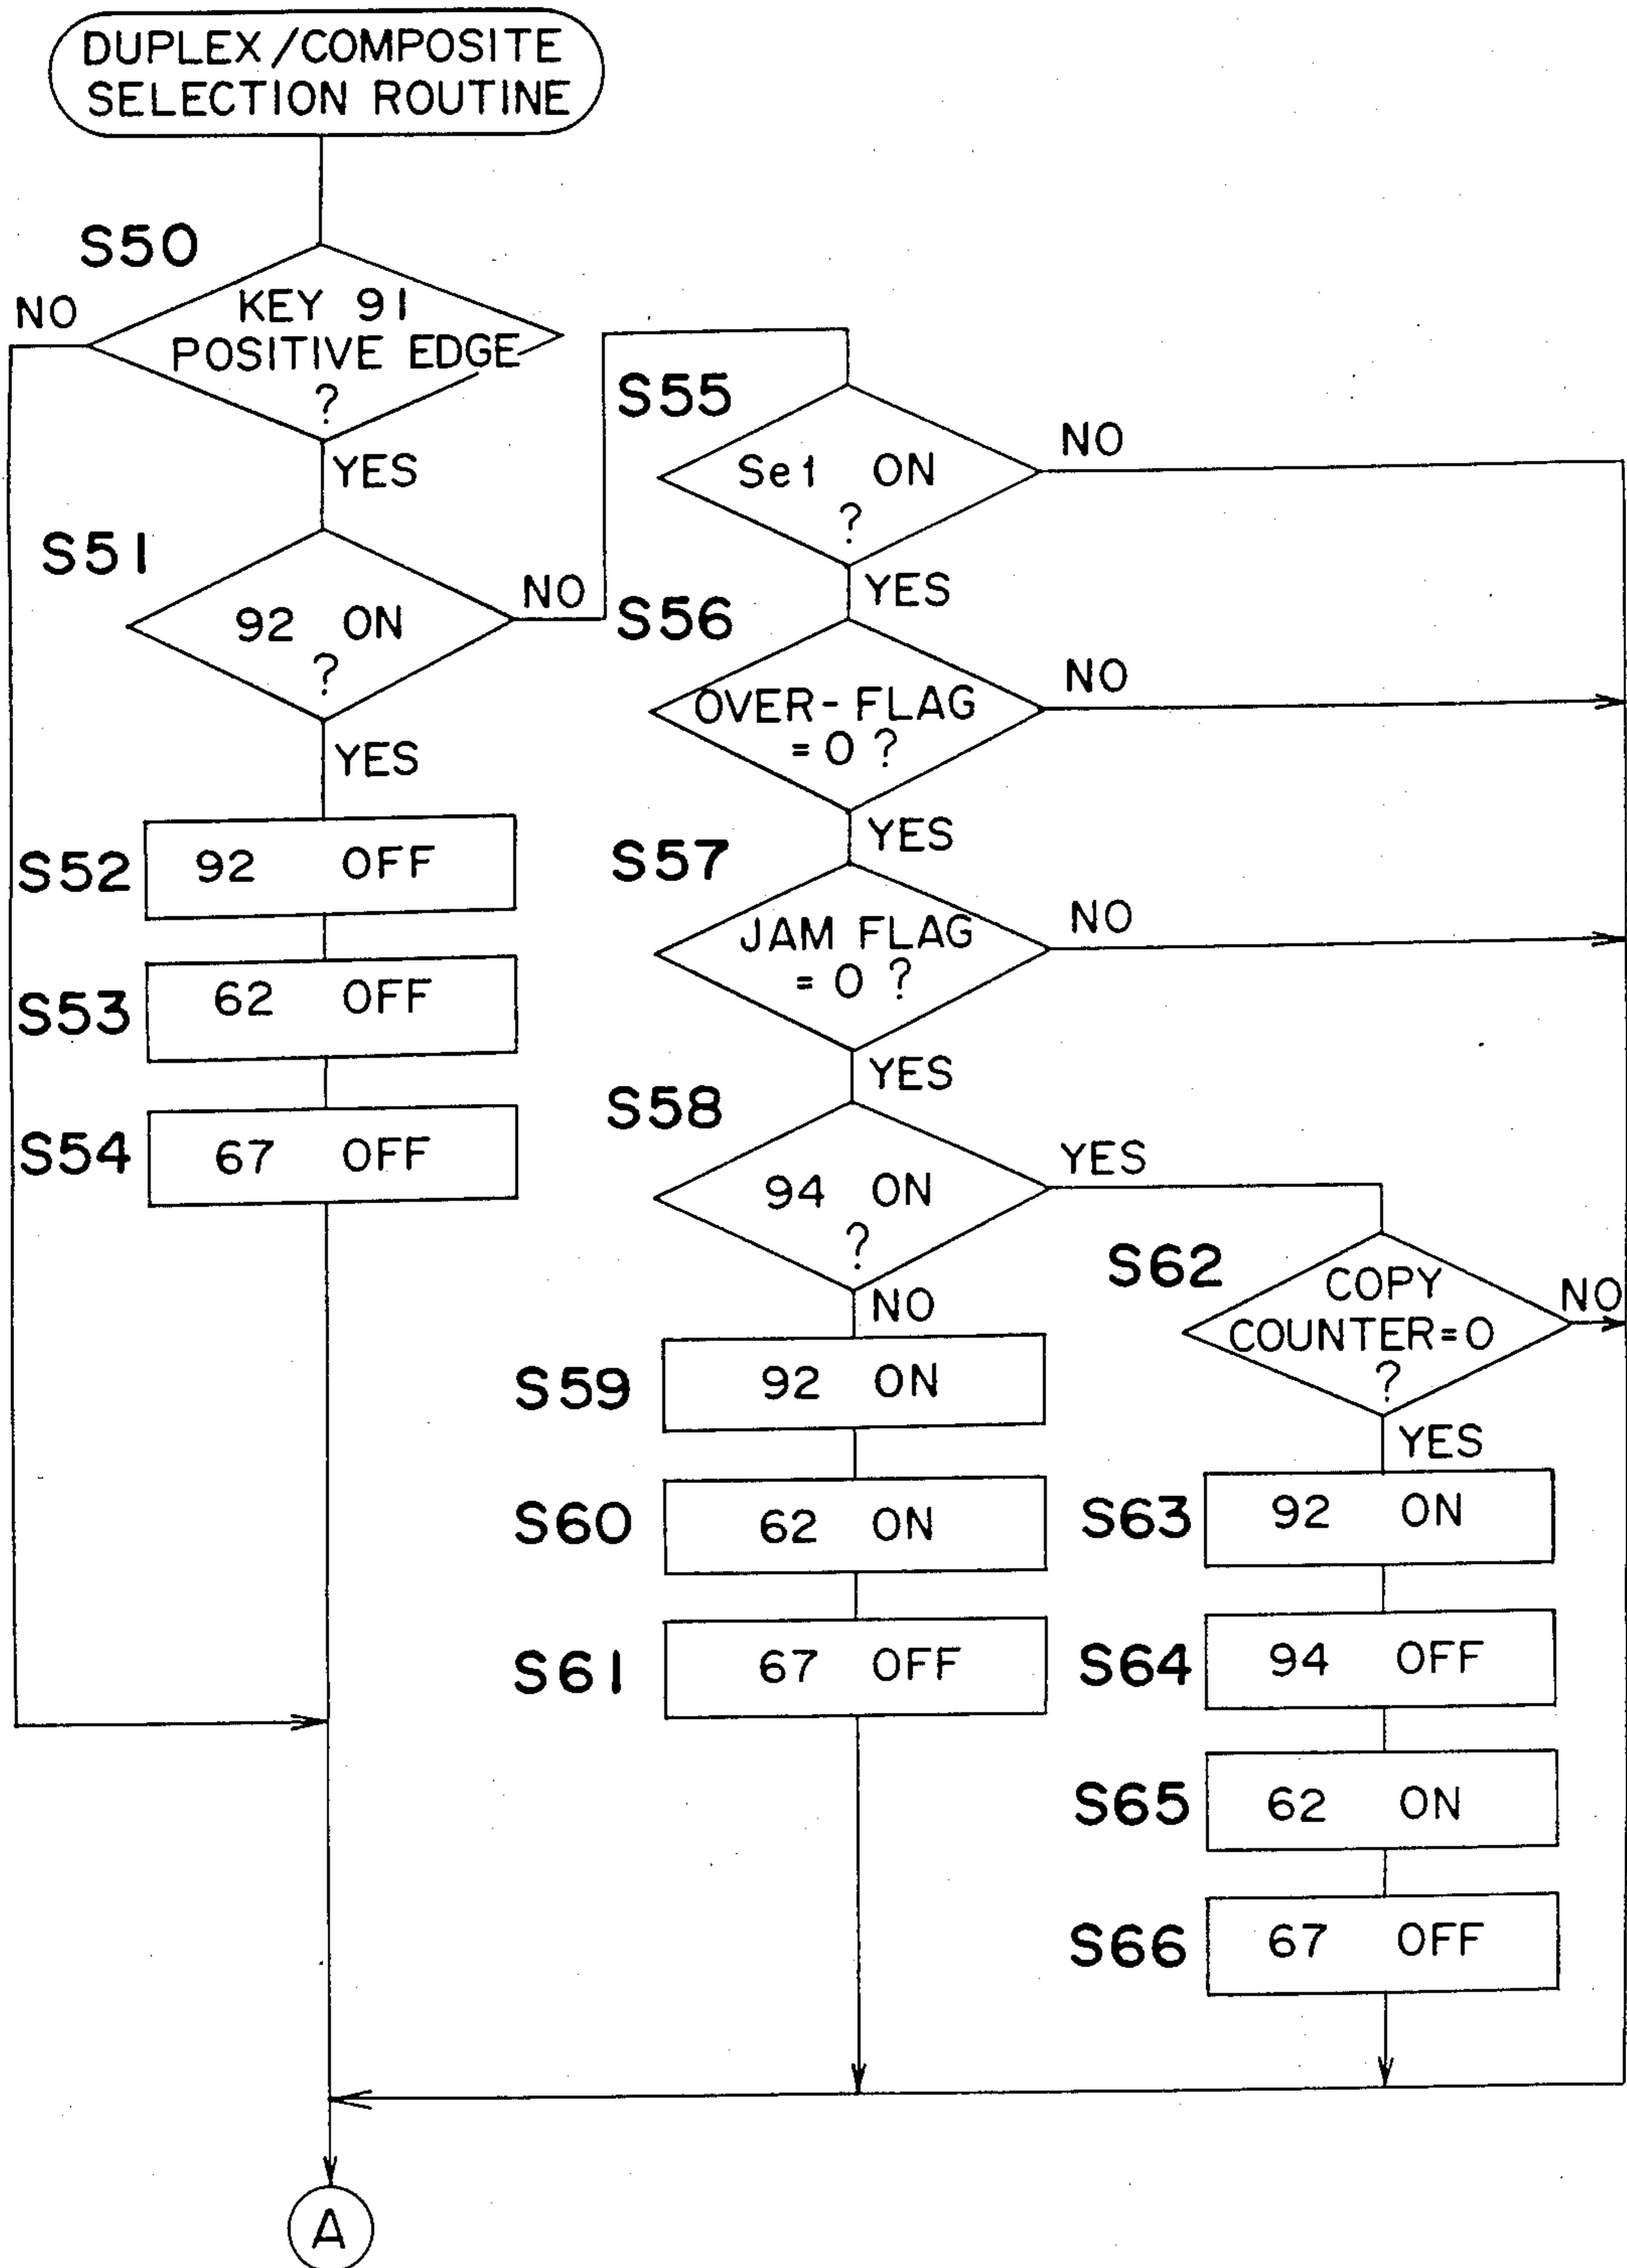 DUPLEX/COMPOSITE
SELECTION ROUTINE
S50
NO
KEY 91
POSITIVE EDGE
?
YES
S51
92 ON
?
NO
YES
S52
92 OFF
S53
62 OFF
S54
67 OFF
S55
Se1 ON
?
NO
YES
S56
OVER-FLAG
=0 ?
NO
YES
S57
JAM FLAG
=0 ?
NO
YES
S58
94 ON
?
YES
NO
S59
92 ON
S60
62 ON
S61
67 OFF
S62
COPY
COUNTER=0
?
NO
YES
S63
92 ON
S64
94 OFF
S65
62 ON
S66
67 OFF
A